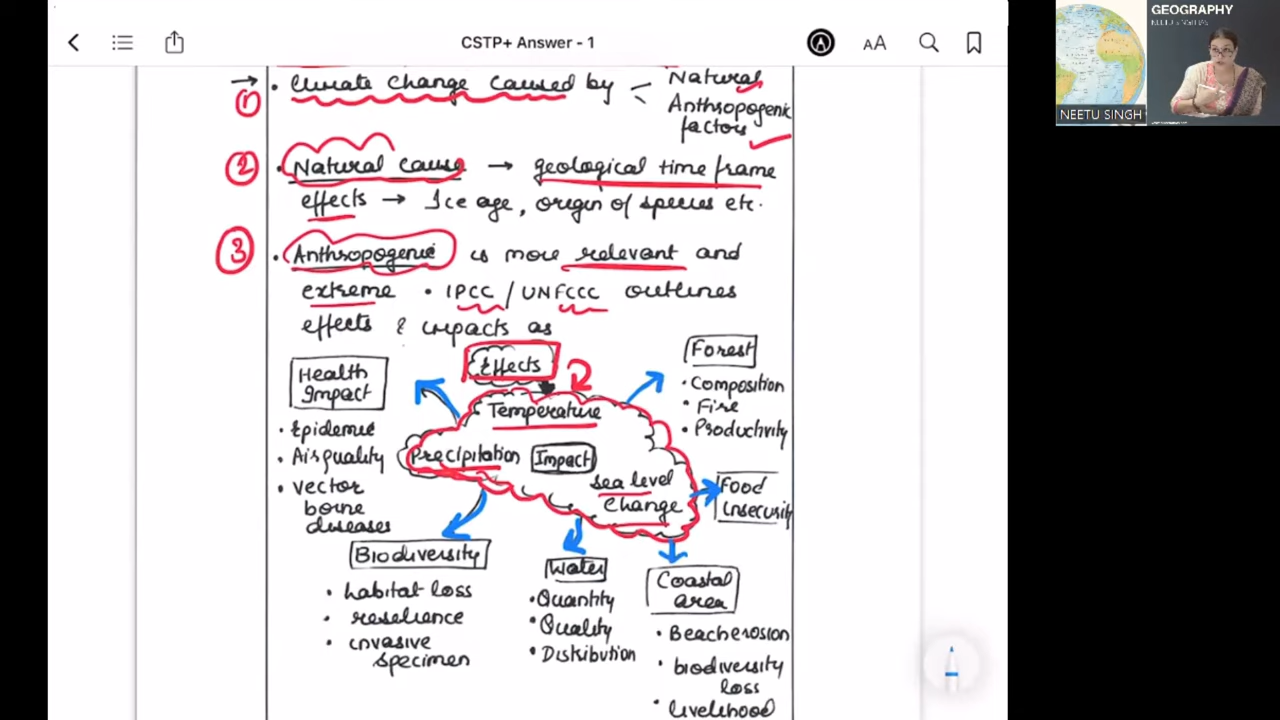 CSTP+ Answer - 1
AA
GEOGRAPHY
NEETU SINGH
→ • Climate Change Caused by - Natural
① Anthropogenic
factors
② • Natural cause → geological time frame
effects → Ice age, origin of species etc.
③ • Anthropogenic is more relevant and
extreme • IPCC / UNFCCC outlines
effects & impacts as
Effects
Temperature
Precipitation
Impact
sea level
Change
Health
Impact
• Epidemic
• Air quality
• vector
borne
diseases
Forest
• Composition
• Fire
• Productivity
Food
Insecurity
Biodiversity
• habitat loss
• reselience
• invasive
specimen
Water
• Quantity
• Quality
• Distribution
Coastal
area
• Beach erosion
• biodiversity
loss
• livelihood